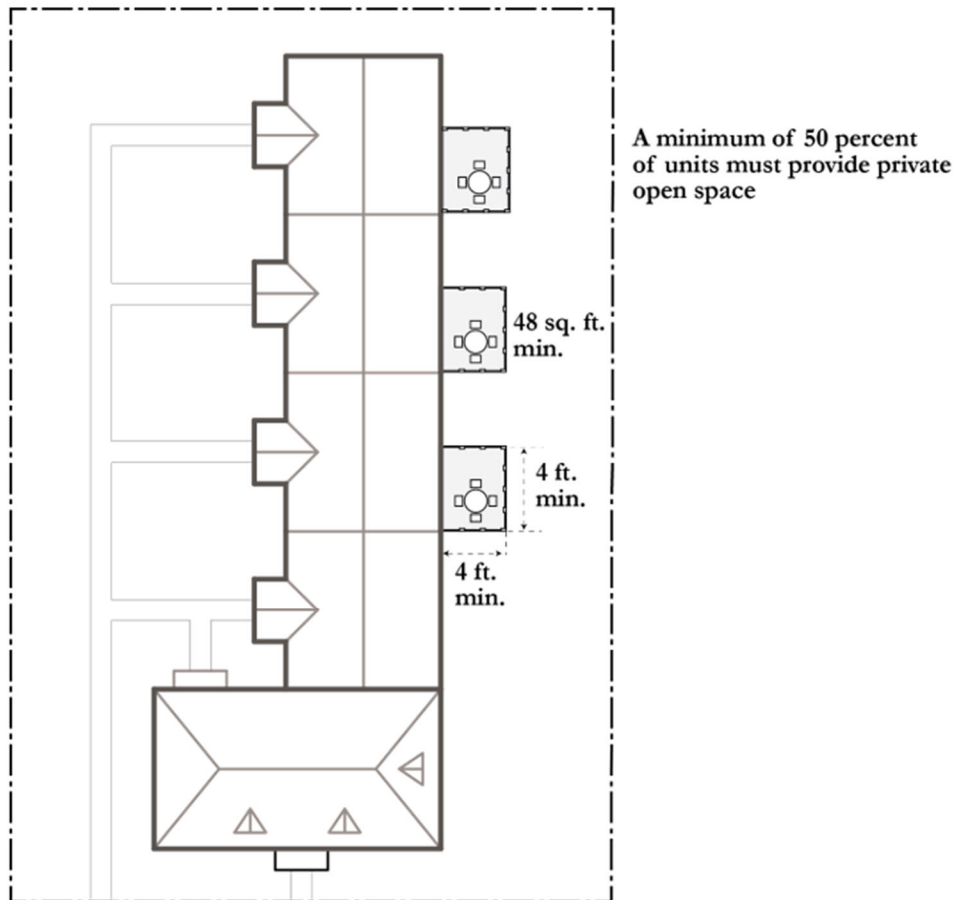 A minimum of 50 percent
of units must provide private
open space
48 sq. ft.
min.
4 ft.
min.
4 ft.
min.